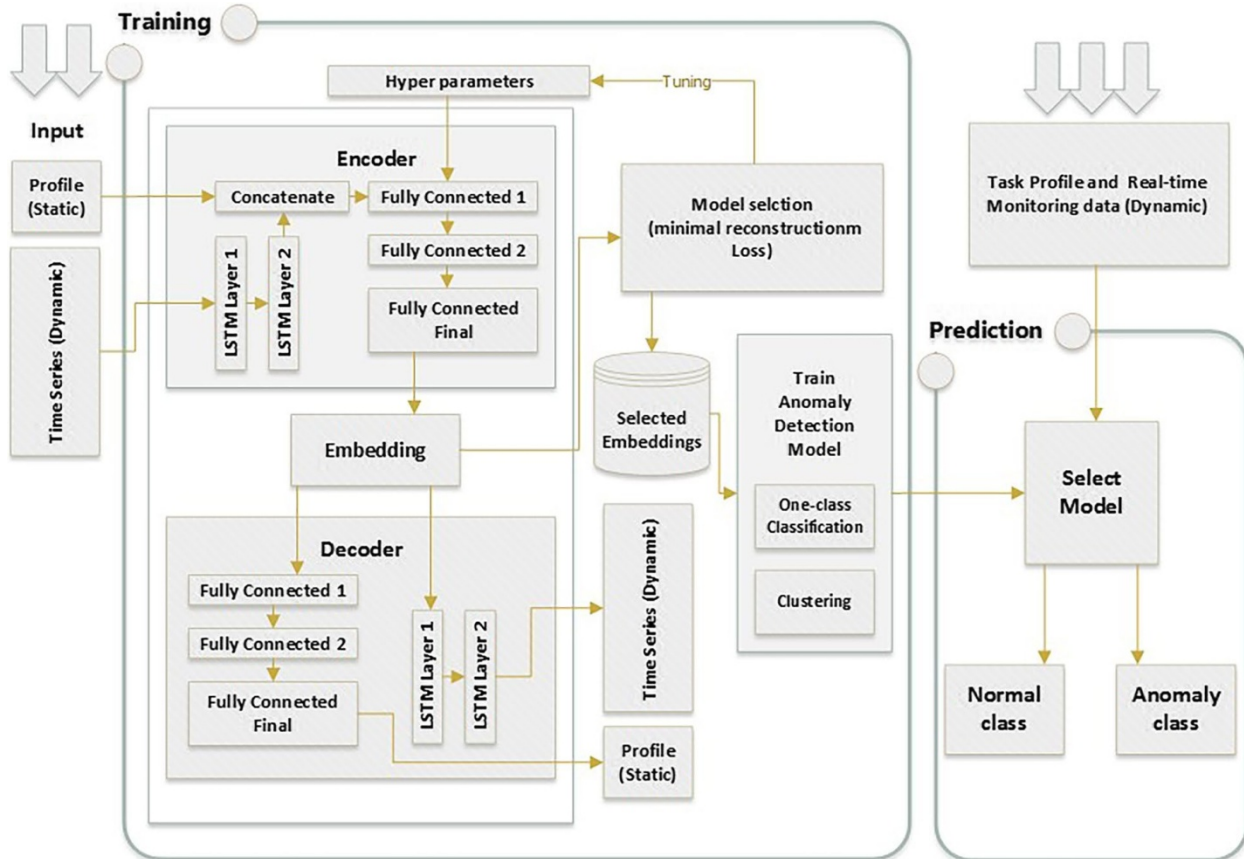 Training
Input
Profile
(Static)
Time Series (Dynamic)
Hyper parameters
Tuning
Encoder
Concatenate
Fully Connected 1
LSTM Layer 1
LSTM Layer 2
Fully Connected 2
Fully Connected
Final
Embedding
Decoder
Fully Connected 1
Fully Connected 2
Fully Connected
Final
LSTM Layer 1
LSTM Layer 2
Time Series (Dynamic)
Profile
(Static)
Model selction
(minimal reconstructionm
Loss)
Selected
Embeddings
Train
Anomaly
Detection
Model
One-class
Classification
Clustering
Task Profile and Real-time
Monitoring data (Dynamic)
Prediction
Select
Model
Normal
class
Anomaly
class